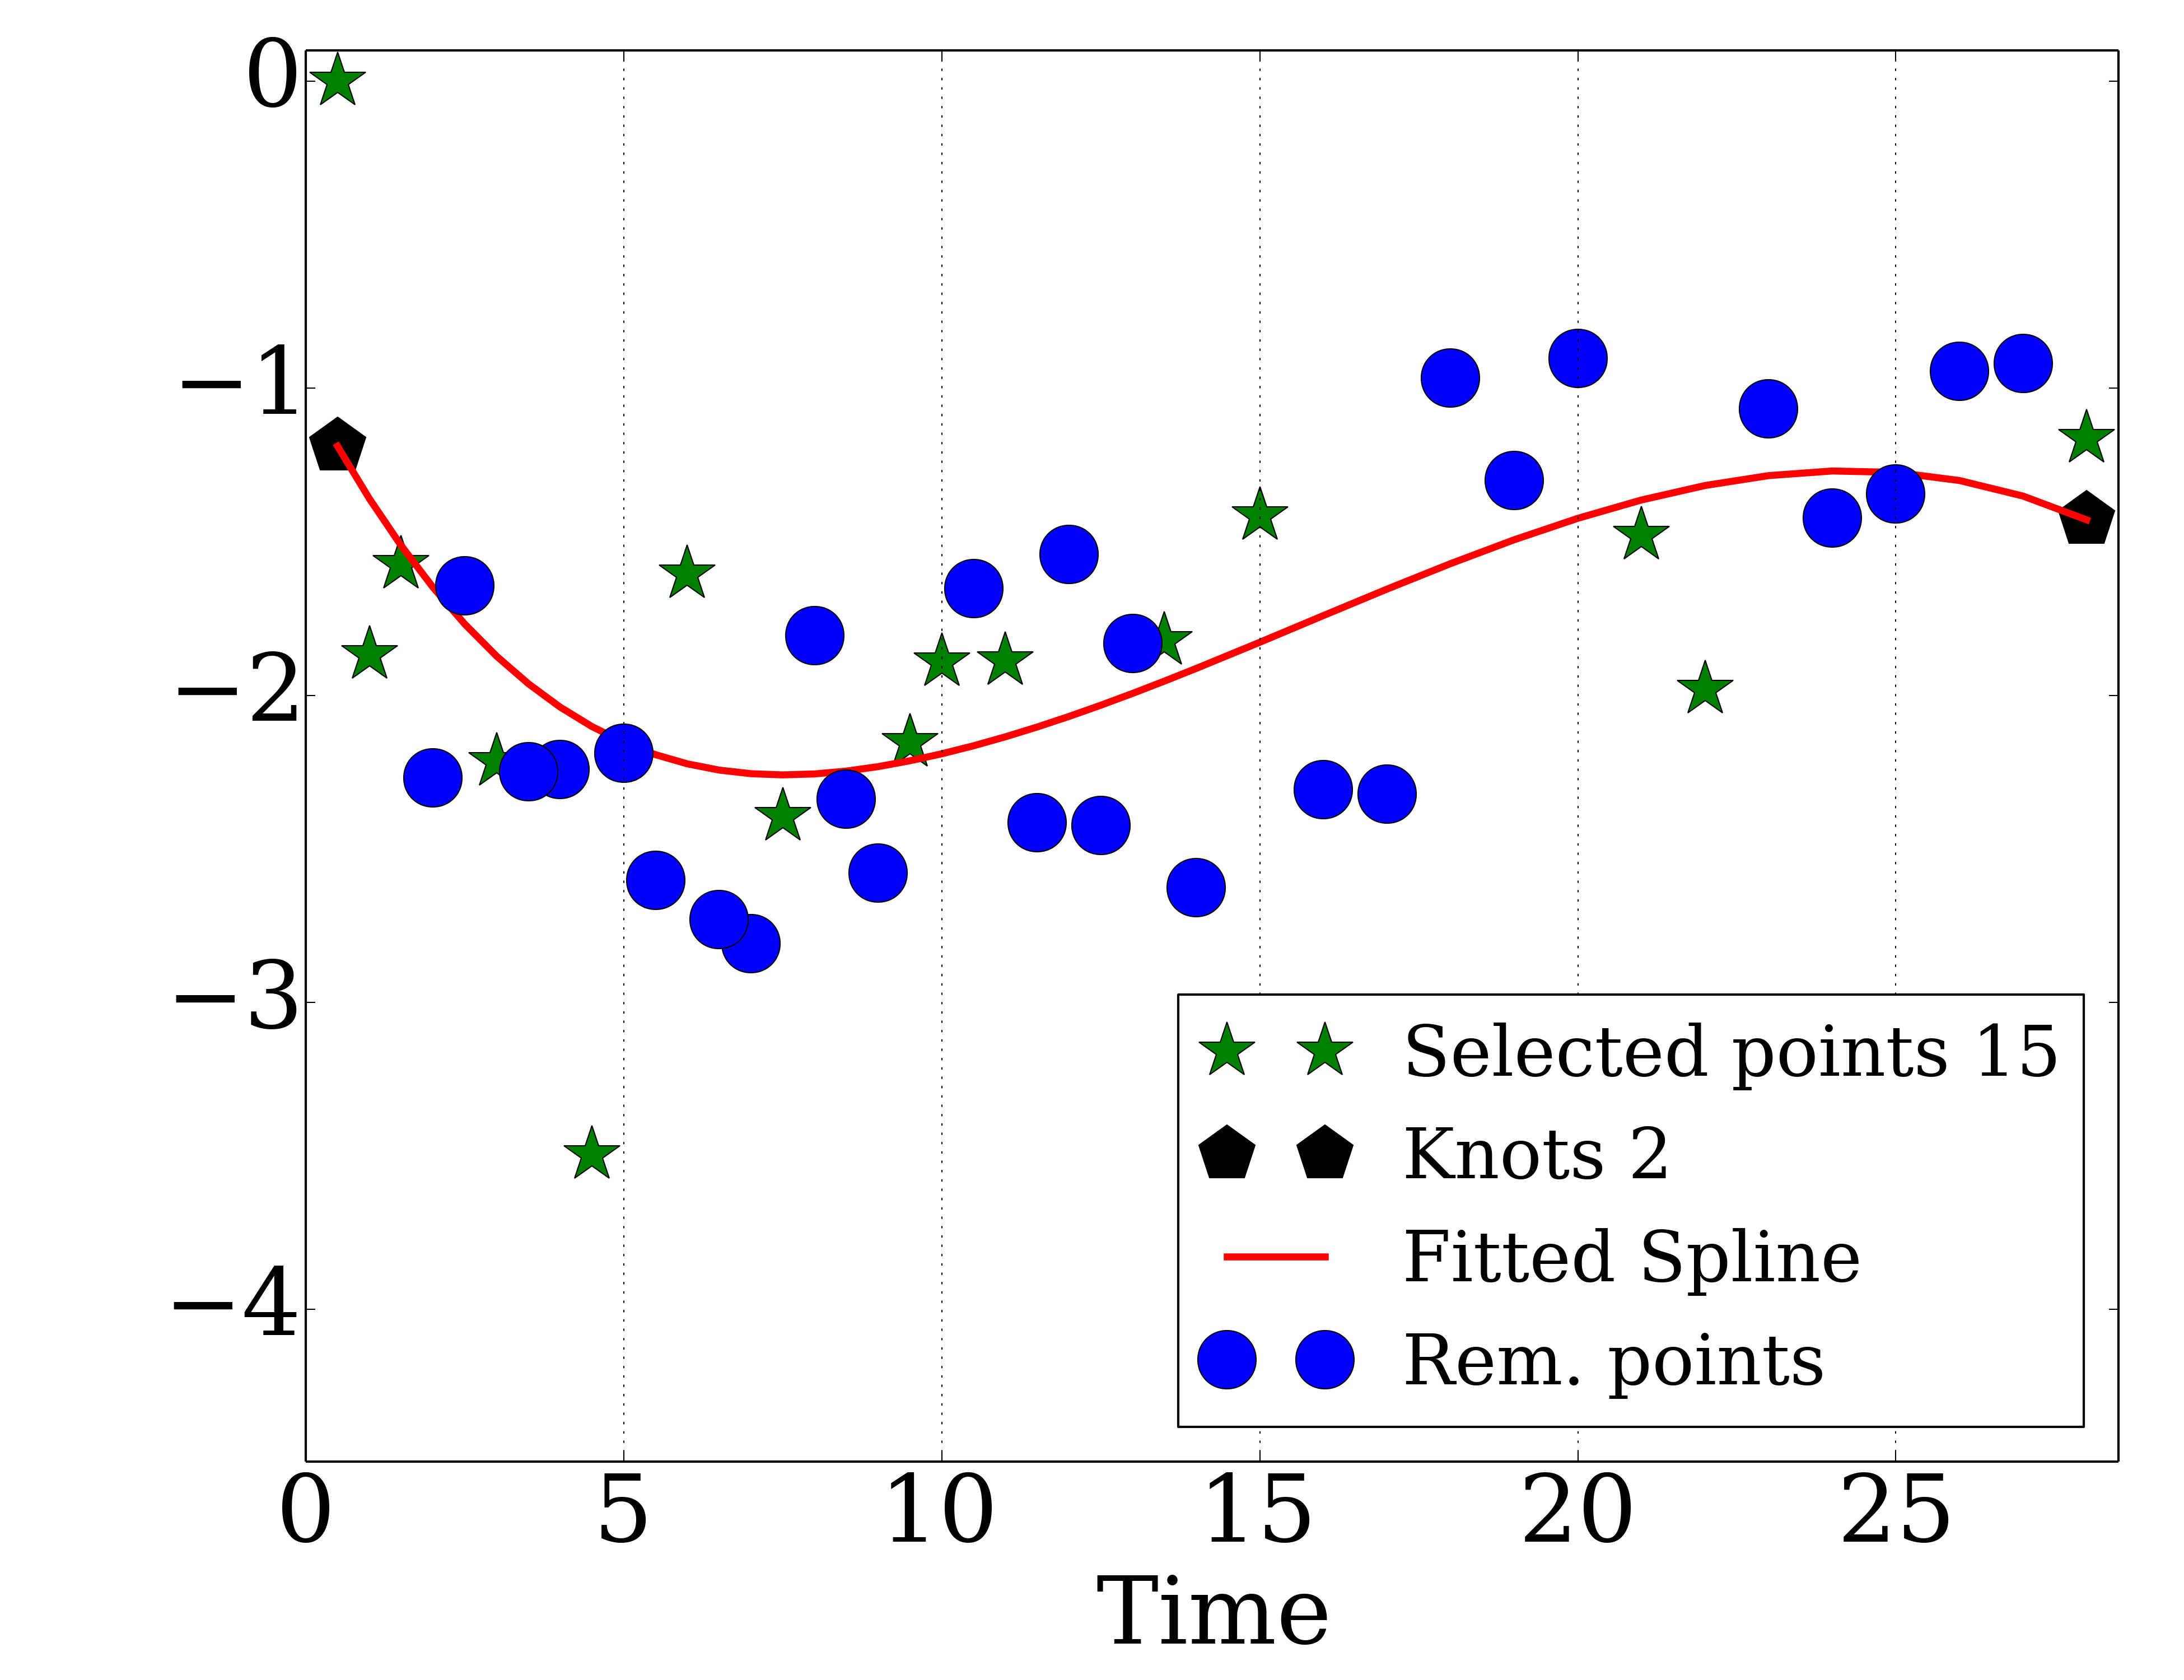 0
−1
−2
−3
−4
Selected points 15
Knots 2
Fitted Spline
Rem. points
0 5 10 15 20 25
Time